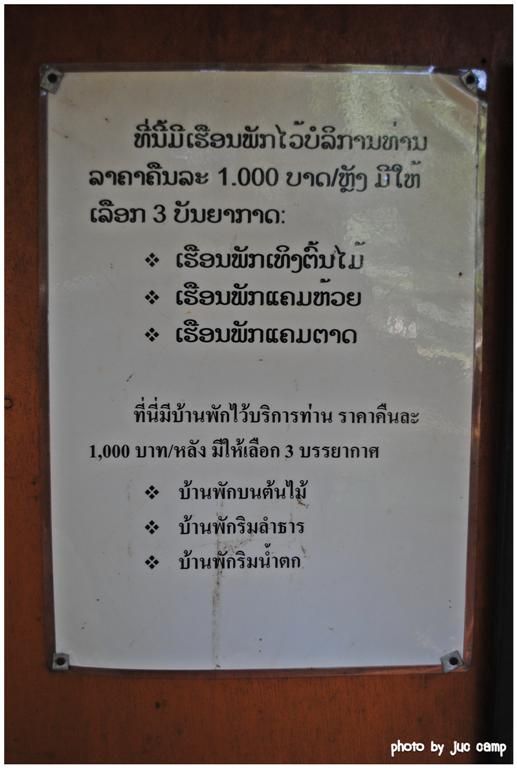 ທີ່ນີ້ມີເຮືອນພັກໄວ້ບໍລິການທ່ານ
ລາຄາຄືນລະ 1.000 ບາດ/ຫຼັງ ມີໃຫ້
ເລືອກ 3 ບັນຍາກາດ:
❖ ເຮືອນພັກເທິງຕົ້ນໄມ້
❖ ເຮືອນພັກແຄມຫ້ວຍ
❖ ເຮືອນພັກແຄມຕາດ
ที่นี่มีบ้านพักไว้บริการท่าน ราคาคืนละ
1,000 บาท/หลัง มีให้เลือก 3 บรรยากาศ
❖ บ้านพักบนต้นไม้
❖ บ้านพักริมลำธาร
❖ บ้านพักริมน้ำตก
photo by juc camp